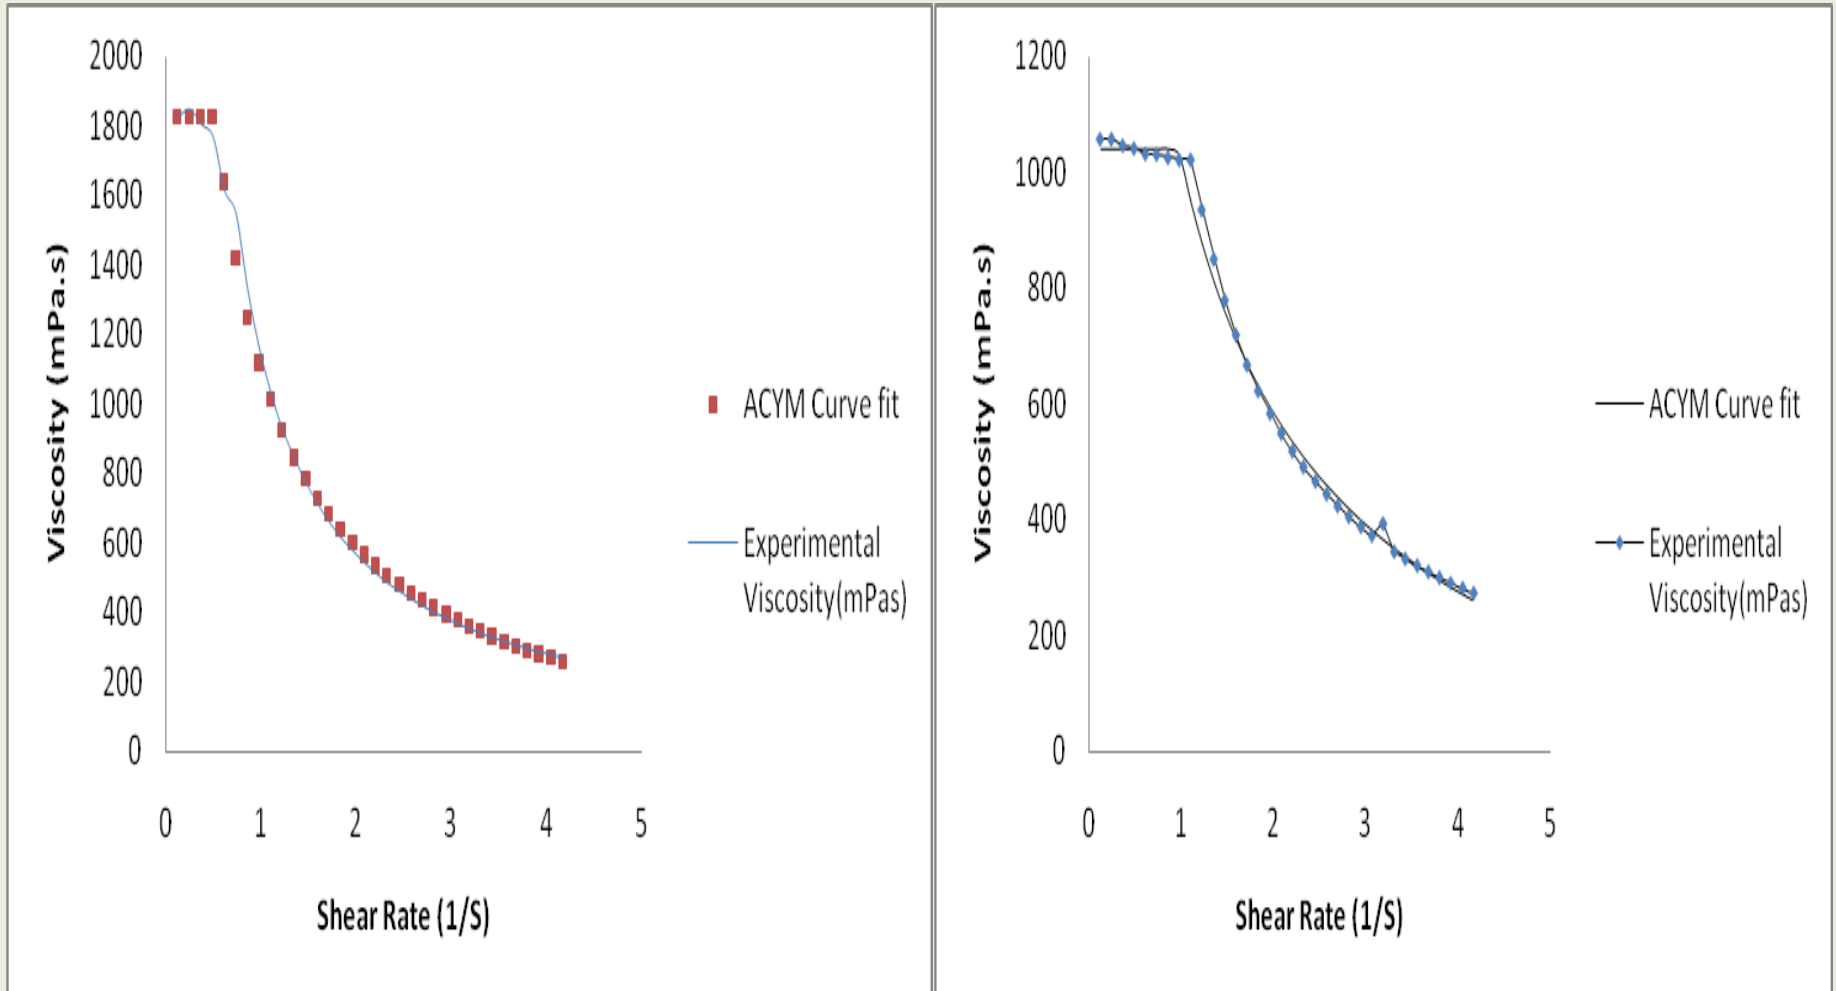 2000
1800
1600
1400
1200
1000
800
600
400
200
0
Viscosity (mPa.s)
0 1 2 3 4 5
Shear Rate (1/S)
ACYM Curve fit
Experimental
Viscosity(mPas)
1200
1000
800
600
400
200
0
Viscosity (mPa.s)
0 1 2 3 4 5
Shear Rate (1/S)
ACYM Curve fit
Experimental
Viscosity(mPas)